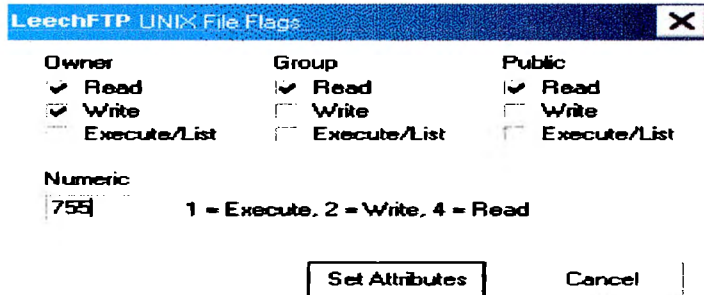 LeechFTP UNIX File Flags
Owner Group Public
Read Read Read
Write Write Write
Execute/List Execute/List Execute/List
Numeric
755 1 = Execute, 2 = Write, 4 = Read
Set Attributes Cancel